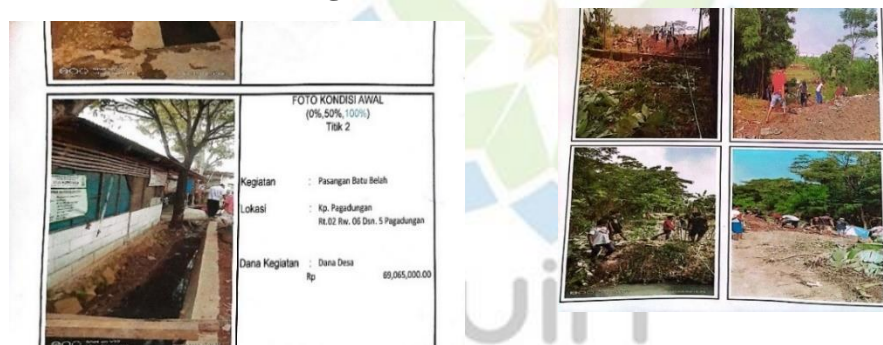 FOTO KONDISI AWAL
(0%,50%,100%)
Titik 2
Kegiatan : Pasangan Batu Belah
Lokasi : Kp. Pagadungan
Rt.02 Rw. 06 Dsn. 5 Pagadungan
Dana Kegiatan : Dana Desa
Rp 69,065,000.00
uin